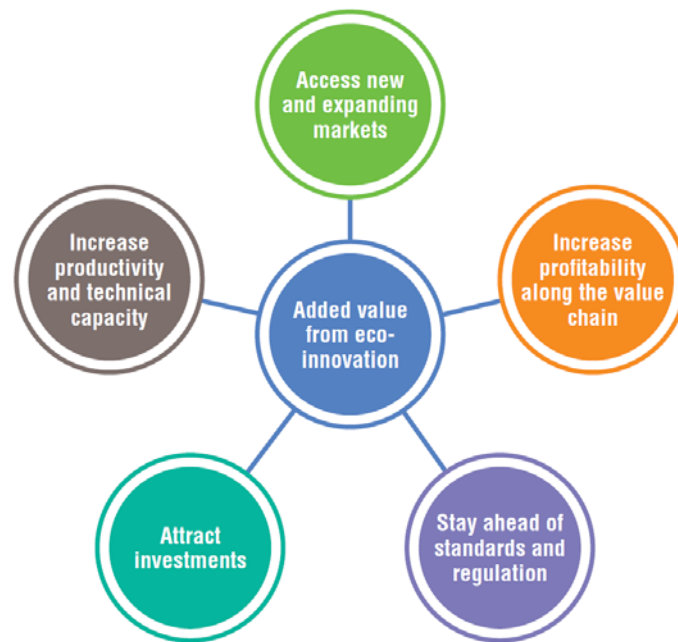 Access new
and expanding
markets
Increase
productivity
and technical
capacity
Increase
profitability
along the value
chain
Added value
from eco-
innovation
Attract
investments
Stay ahead of
standards and
regulation